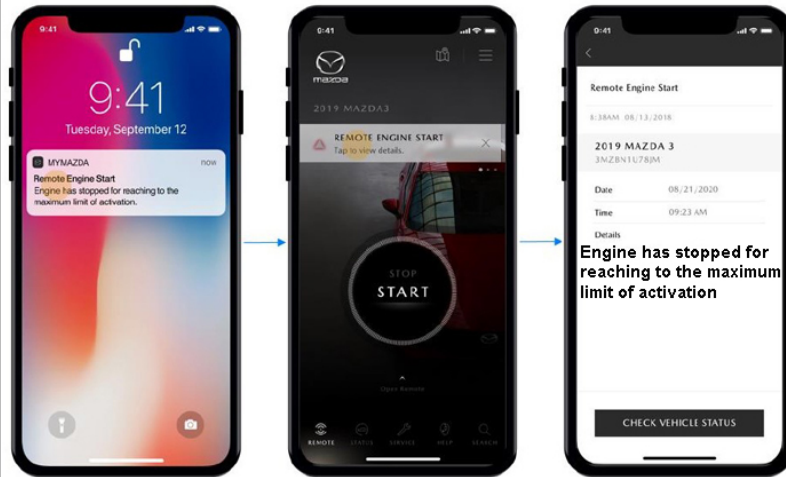 9:41
9:41
Tuesday, September 12
MYMAZDA now
Remote Engine Start
Engine has stopped for reaching to the
maximum limit of activation.
9:41
mazda
2019 MAZDA3
REMOTE ENGINE START
Tap to view details.
STOP
START
Open Remote
REMOTE STATUS SERVICE HELP SEARCH
9:41
Remote Engine Start
8:38AM 08/13/2018
2019 MAZDA 3
3MZBN1U78JM
Date 08/21/2020
Time 09:23 AM
Details
Engine has stopped for
reaching to the maximum
limit of activation
CHECK VEHICLE STATUS